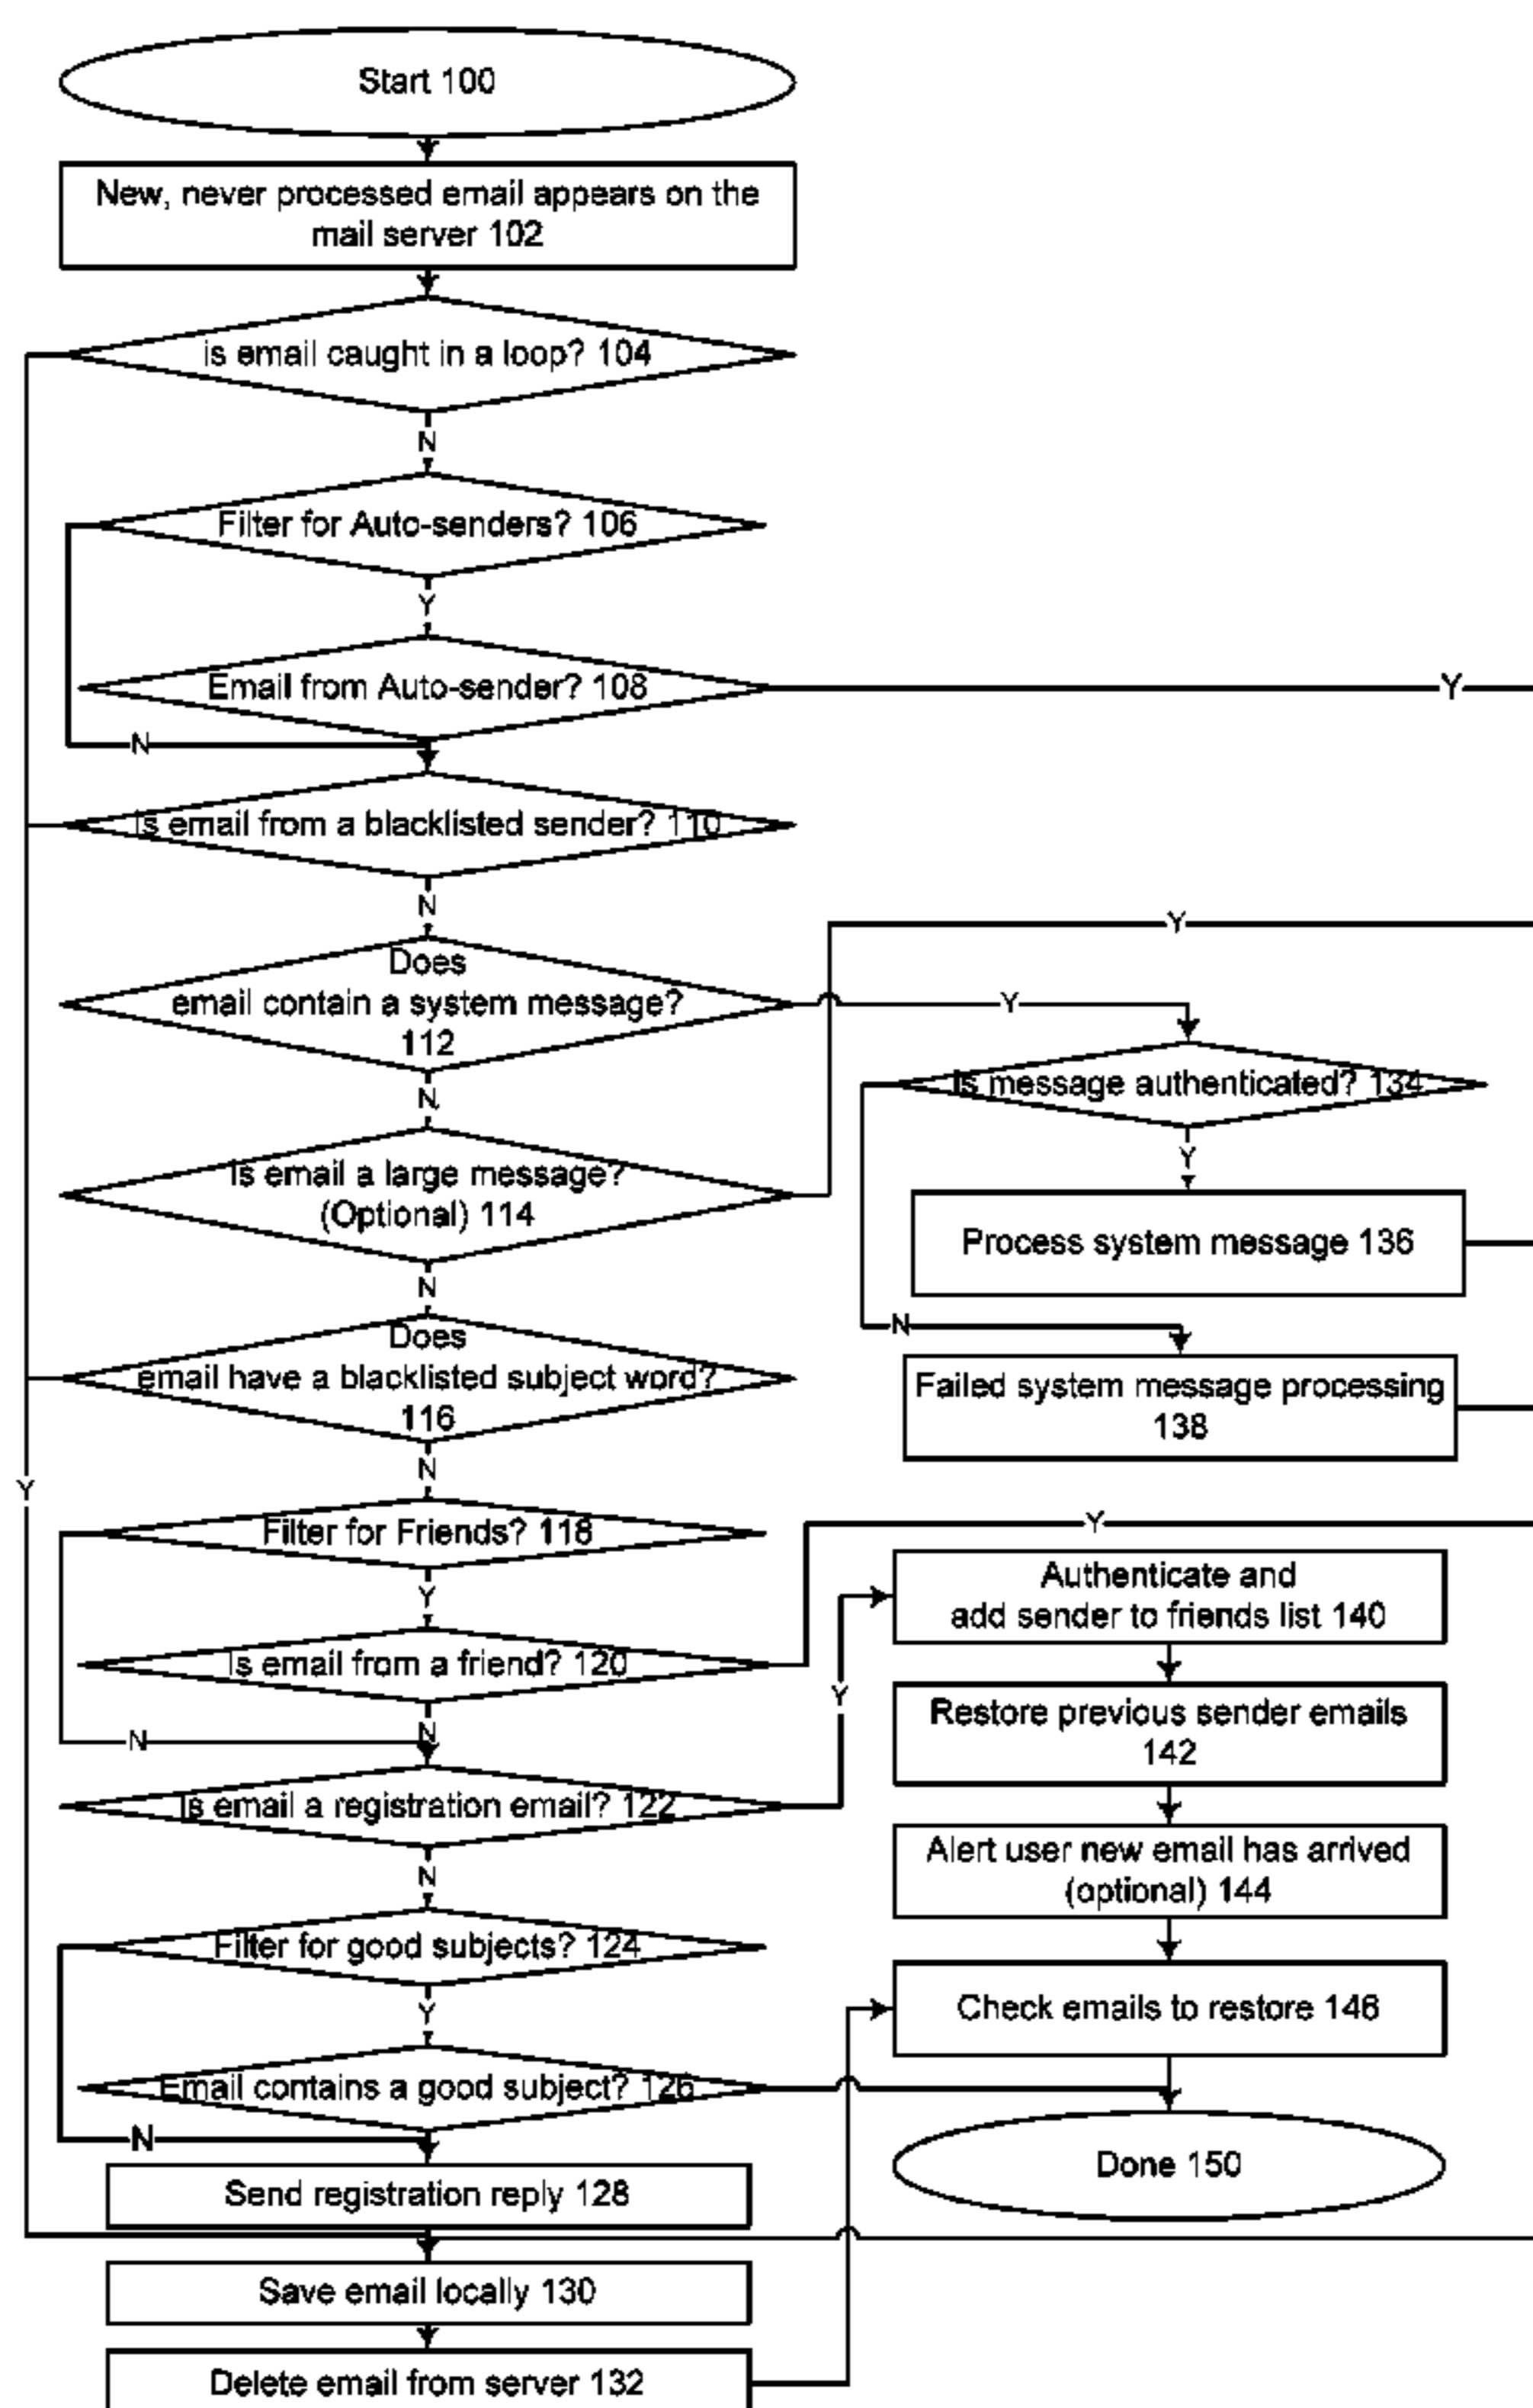 Start 100
New, never processed email appears on the
mail server 102
is email caught in a loop? 104
N
Filter for Auto-senders? 106
Y
Email from Auto-sender? 108
Y
N
Is email from a blacklisted sender? 110
N
Y
Does
email contain a system message?
112
Y
N
Is message authenticated? 134
Y
Is email a large message?
(Optional) 114
Process system message 136
N
N
Does
email have a blacklisted subject word?
116
Failed system message processing
138
N
Y
Filter for Friends? 118
Y
Authenticate and
add sender to friends list 140
Y
Is email from a friend? 120
Y
N
N
Restore previous sender emails
142
Is email a registration email? 122
N
Alert user new email has arrived
(optional) 144
Filter for good subjects? 124
Y
Check emails to restore 146
Email contains a good subject? 126
N
Send registration reply 128
Done 150
Save email locally 130
Delete email from server 132